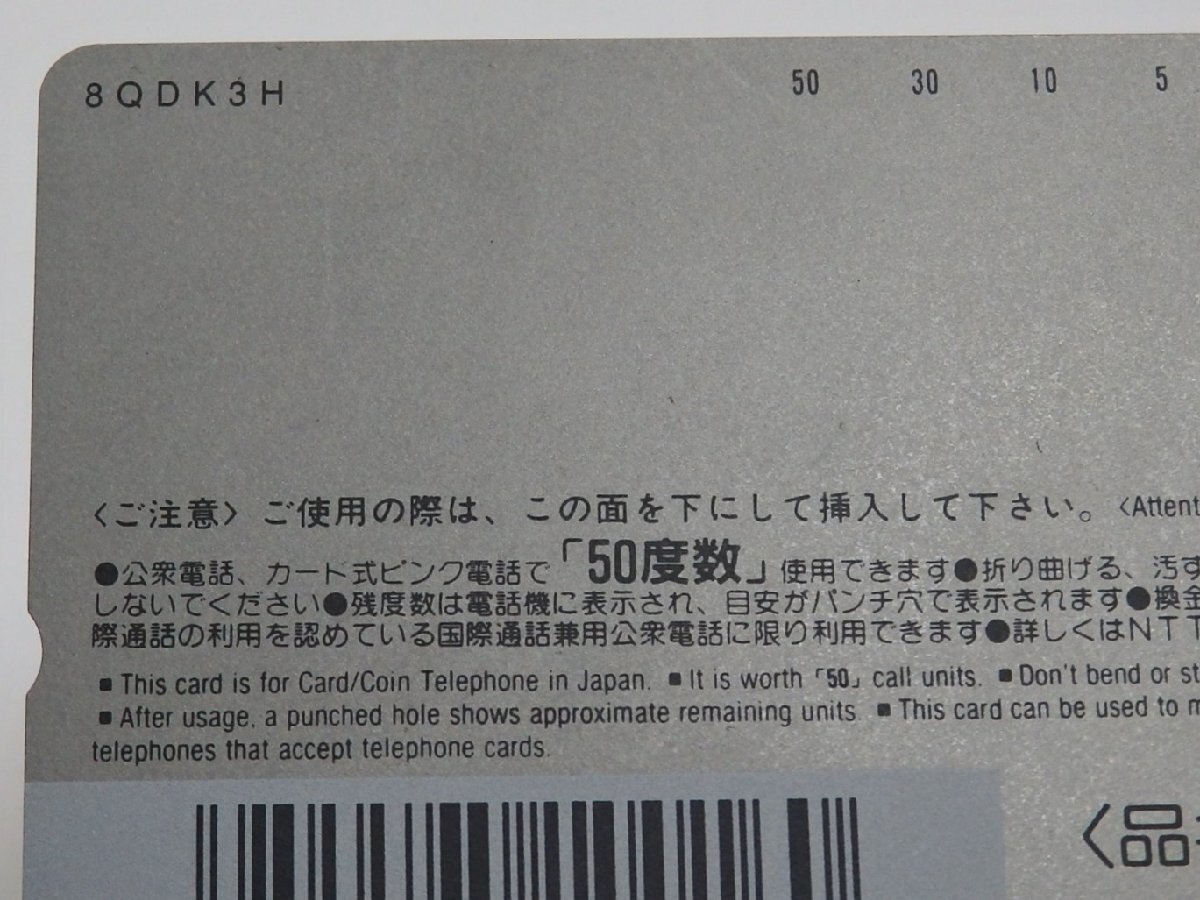 8QDK3H 50 30 10 5
〈ご注意〉ご使用の際は、この面を下にして挿入して下さい。〈Attent
●公衆電話、カード式ピンク電話で「50度数」使用できます●折り曲げる、汚す
しないでください●残度数は電話機に表示され、目安がパンチ穴で表示されます●換金
際通話の利用を認めている国際通話兼用公衆電話に限り利用できます●詳しくはNTT
■This card is for Card/Coin Telephone in Japan. ■It is worth「50」call units. ■Don't bend or st
■After usage, a punched hole shows approximate remaining units. ■This card can be used to m
telephones that accept telephone cards.
〈品